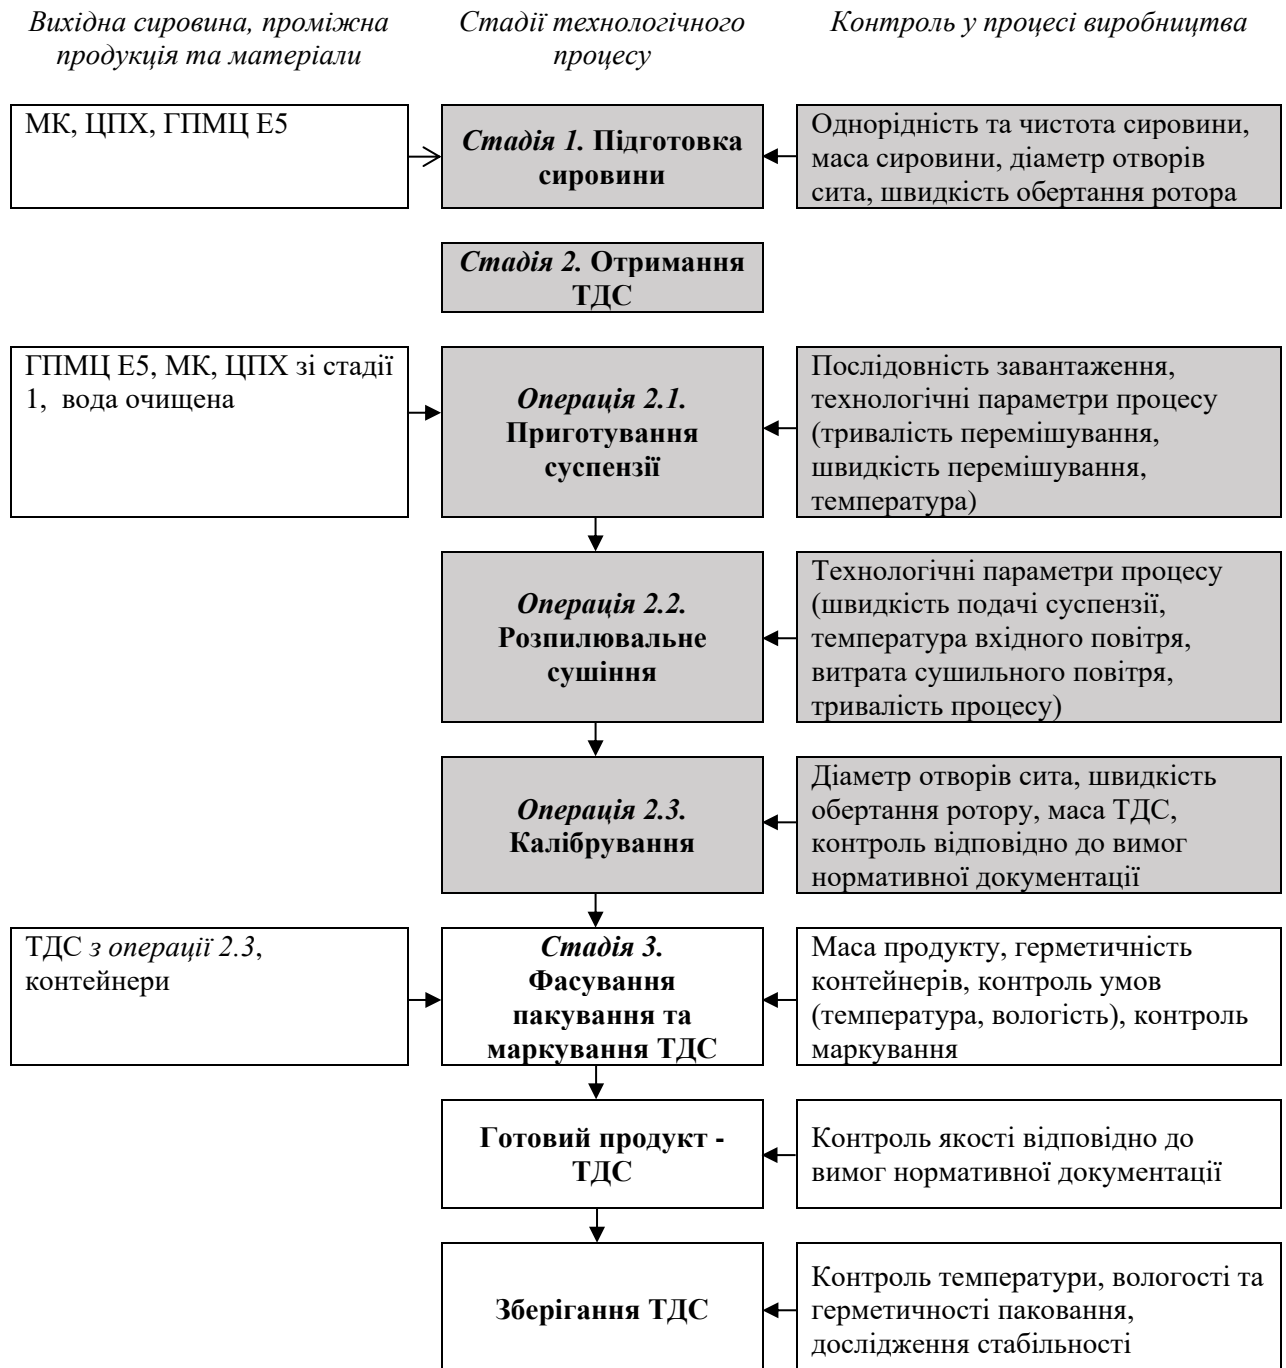 Вихідна сировина, проміжна
продукція та матеріали
Стадії технологічного
процесу
Контроль у процесі виробництва
МК, ЦПХ, ГПМЦ Е5
Стадія 1. Підготовка
сировини
Однорідність та чистота сировини,
маса сировини, діаметр отворів
сита, швидкість обертання ротора
Стадія 2. Отримання
ТДС
ГПМЦ Е5, МК, ЦПХ зі стадії
1, вода очищена
Операція 2.1.
Приготування
суспензії
Послідовність завантаження,
технологічні параметри процесу
(тривалість перемішування,
швидкість перемішування,
температура)
Операція 2.2.
Розпилювальне
сушіння
Технологічні параметри процесу
(швидкість подачі суспензії,
температура вхідного повітря,
витрата сушильного повітря,
тривалість процесу)
Операція 2.3.
Калібрування
Діаметр отворів сита, швидкість
обертання ротору, маса ТДС,
контроль відповідно до вимог
нормативної документації
ТДС з операції 2.3,
контейнери
Стадія 3.
Фасування
пакування та
маркування ТДС
Маса продукту, герметичність
контейнерів, контроль умов
(температура, вологість), контроль
маркування
Готовий продукт -
ТДС
Контроль якості відповідно до
вимог нормативної документації
Зберігання ТДС
Контроль температури, вологості та
герметичності паковання,
дослідження стабільності